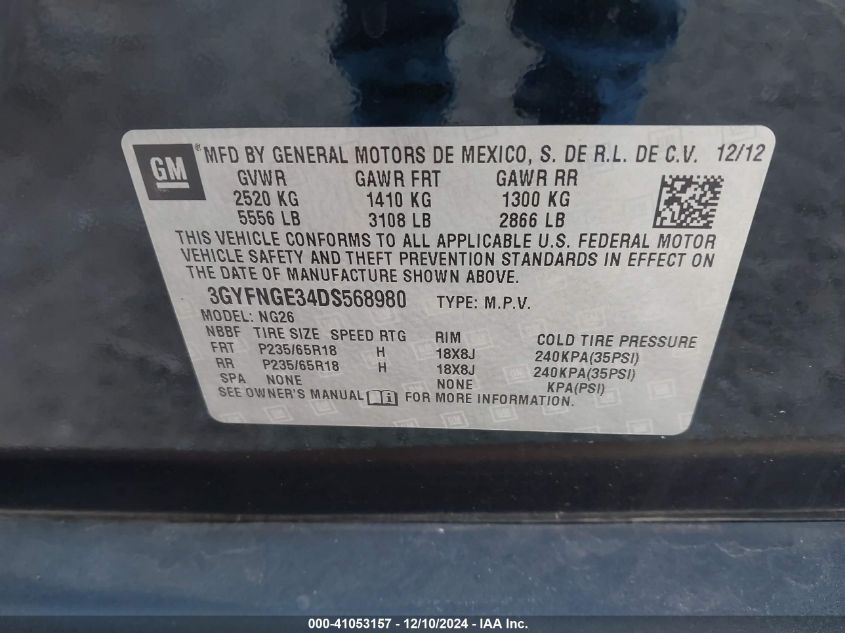 GM ® MFD BY GENERAL MOTORS DE MEXICO, S. DE R.L. DE C.V. 12/12
GVWR GAWR FRT GAWR RR
2520 KG 1410 KG 1300 KG
5556 LB 3108 LB 2866 LB
THIS VEHICLE CONFORMS TO ALL APPLICABLE U.S. FEDERAL MOTOR
VEHICLE SAFETY AND THEFT PREVENTION STANDARDS IN EFFECT ON
THE DATE OF MANUFACTURE SHOWN ABOVE.
3GYFNGE34DS568980 TYPE: M.P.V.
MODEL: NG26
NBBF TIRE SIZE SPEED RTG RIM COLD TIRE PRESSURE
FRT P235/65R18 H 18X8J 240KPA(35PSI)
RR P235/65R18 H 18X8J 240KPA(35PSI)
SPA NONE NONE KPA(PSI)
SEE OWNER'S MANUAL FOR MORE INFORMATION.
000-41053157 - 12/10/2024 - IAA Inc.